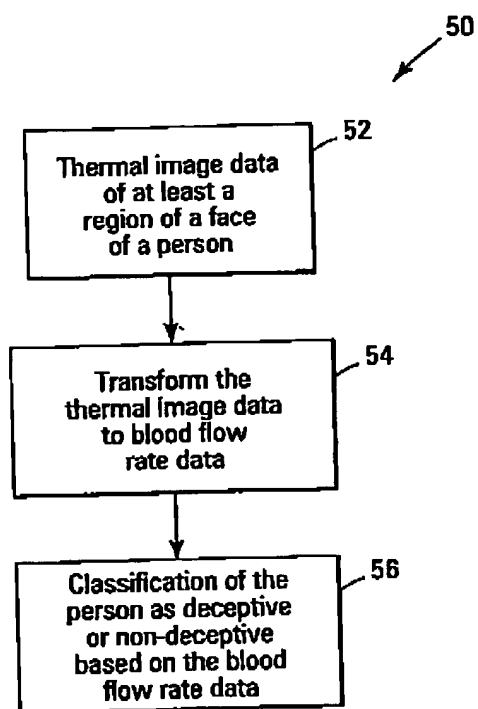 50
52
Thermal image data
of at least a
region of a face
of a person
54
Transform the
thermal image data
to blood flow
rate data
56
Classification of the
person as deceptive
or non-deceptive
based on the blood
flow rate data